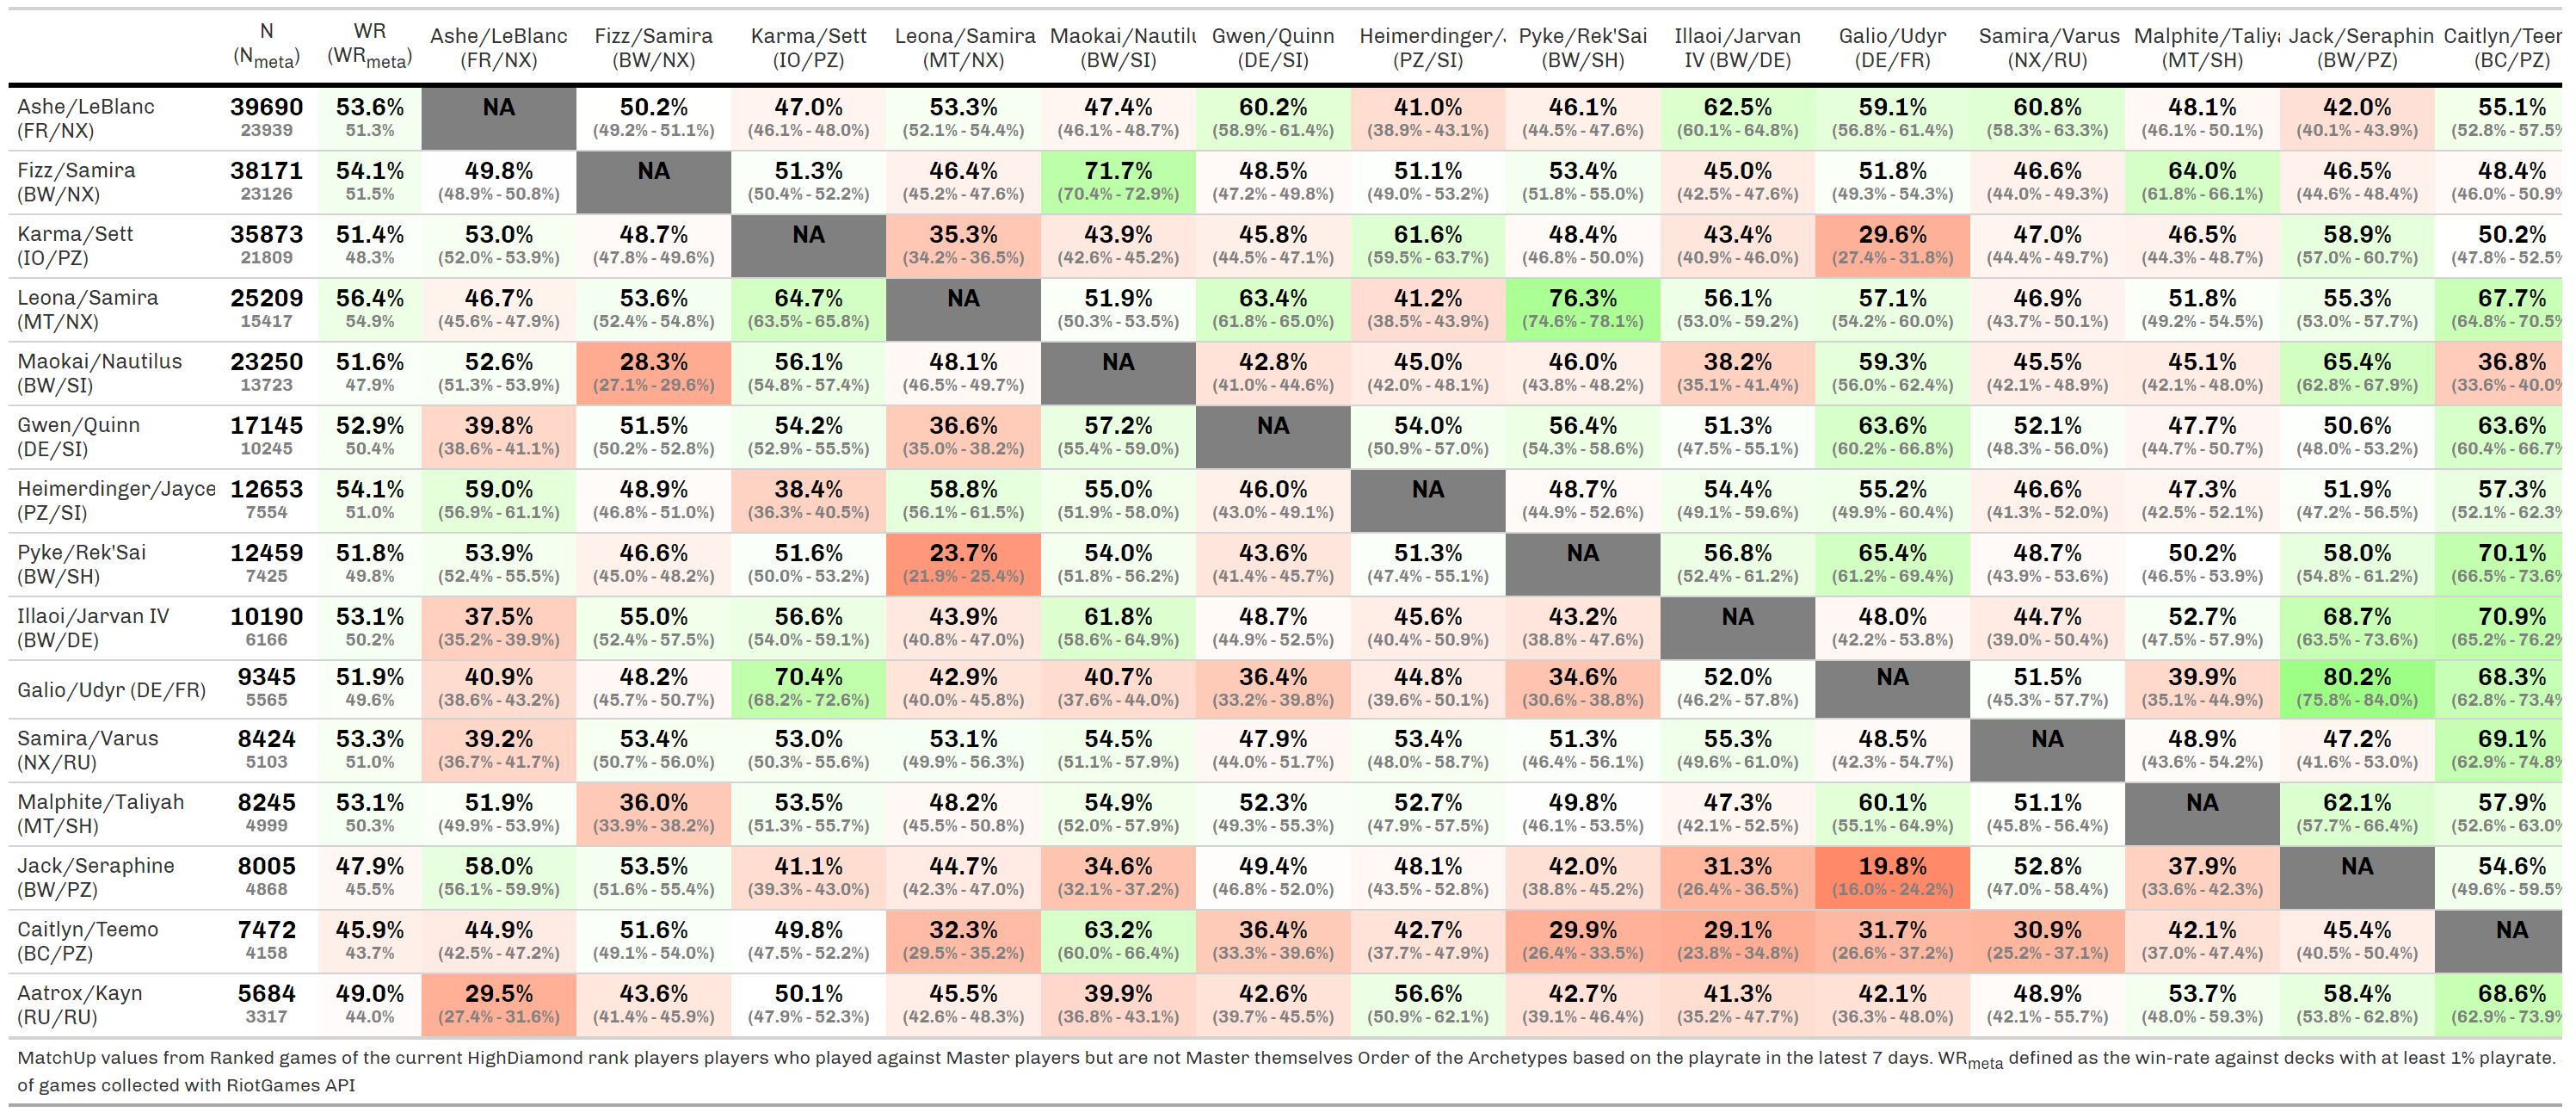 N WR Ashe/LeBlanc Fizz/Samira Karma/Sett Leona/Samira Maokai/Nautilu Gwen/Quinn Heimerdinger/J Pyke/Rek'Sai Illaoi/Jarvan Galio/Udyr Samira/Varus Malphite/Taliya Jack/Seraphin Caitlyn/Teer
(Nmeta) (WRmeta) (FR/NX) (BW/NX) (IO/PZ) (MT/NX) (BW/SI) (DE/SI) (PZ/SI) (BW/SH) IV (BW/DE) (DE/FR) (NX/RU) (MT/SH) (BW/PZ) (BC/PZ)
Ashe/LeBlanc 39690 53.6% NA 50.2% 47.0% 53.3% 47.4% 60.2% 41.0% 46.1% 62.5% 59.1% 60.8% 48.1% 42.0% 55.1%
(FR/NX) 23939 51.3% (49.2% - 51.1%) (46.1% - 48.0%) (52.1% - 54.4%) (46.1% - 48.7%) (58.9% - 61.4%) (38.9% - 43.1%) (44.5% - 47.6%) (60.1% - 64.8%) (56.8% - 61.4%) (58.3% - 63.3%) (46.1% - 50.1%) (40.1% - 43.9%) (52.8% - 57.5%
Fizz/Samira 38171 54.1% 49.8% NA 51.3% 46.4% 71.7% 48.5% 51.1% 53.4% 45.0% 51.8% 46.6% 64.0% 46.5% 48.4%
(BW/NX) 23126 51.5% (48.9% - 50.8%) (50.4% - 52.2%) (45.2% - 47.6%) (70.4% - 72.9%) (47.2% - 49.8%) (49.0% - 53.2%) (51.8% - 55.0%) (42.5% - 47.6%) (49.3% - 54.3%) (44.0% - 49.3%) (61.8% - 66.1%) (44.6% - 48.4%) (46.0% - 50.9%
Karma/Sett 35873 51.4% 53.0% 48.7% NA 35.3% 43.9% 45.8% 61.6% 48.4% 43.4% 29.6% 47.0% 46.5% 58.9% 50.2%
(IO/PZ) 21809 48.3% (52.0% - 53.9%) (47.8% - 49.6%) (34.2% - 36.5%) (42.6% - 45.2%) (44.5% - 47.1%) (59.5% - 63.7%) (46.8% - 50.0%) (40.9% - 46.0%) (27.4% - 31.8%) (44.4% - 49.7%) (44.3% - 48.7%) (57.0% - 60.7%) (47.8% - 52.5%
Leona/Samira 25209 56.4% 46.7% 53.6% 64.7% NA 51.9% 63.4% 41.2% 76.3% 56.1% 57.1% 46.9% 51.8% 55.3% 67.7%
(MT/NX) 15417 54.9% (45.6% - 47.9%) (52.4% - 54.8%) (63.5% - 65.8%) (50.3% - 53.5%) (61.8% - 65.0%) (38.5% - 43.9%) (74.6% - 78.1%) (53.0% - 59.2%) (54.2% - 60.0%) (43.7% - 50.1%) (49.2% - 54.5%) (53.0% - 57.7%) (64.8% - 70.5%
Maokai/Nautilus 23250 51.6% 52.6% 28.3% 56.1% 48.1% NA 42.8% 45.0% 46.0% 38.2% 59.3% 45.5% 45.1% 65.4% 36.8%
(BW/SI) 13723 47.9% (51.3% - 53.9%) (27.1% - 29.6%) (54.8% - 57.4%) (46.5% - 49.7%) (41.0% - 44.6%) (42.0% - 48.1%) (43.8% - 48.2%) (35.1% - 41.4%) (56.0% - 62.4%) (42.1% - 48.9%) (42.1% - 48.0%) (62.8% - 67.9%) (33.6% - 40.0%
Gwen/Quinn 17145 52.9% 39.8% 51.5% 54.2% 36.6% 57.2% NA 54.0% 56.4% 51.3% 63.6% 52.1% 47.7% 50.6% 63.6%
(DE/SI) 10245 50.4% (38.6% - 41.1%) (50.2% - 52.8%) (52.9% - 55.5%) (35.0% - 38.2%) (55.4% - 59.0%) (50.9% - 57.0%) (54.3% - 58.6%) (47.5% - 55.1%) (60.2% - 66.8%) (48.3% - 56.0%) (44.7% - 50.7%) (48.0% - 53.2%) (60.4% - 66.7%
Heimerdinger/Jayce 12653 54.1% 59.0% 48.9% 38.4% 58.8% 55.0% 46.0% NA 48.7% 54.4% 55.2% 46.6% 47.3% 51.9% 57.3%
(PZ/SI) 7554 51.0% (56.9% - 61.1%) (46.8% - 51.0%) (36.3% - 40.5%) (56.1% - 61.5%) (51.9% - 58.0%) (43.0% - 49.1%) (44.9% - 52.6%) (49.1% - 59.6%) (49.9% - 60.4%) (41.3% - 52.0%) (42.5% - 52.1%) (47.2% - 56.5%) (52.1% - 62.3%
Pyke/Rek'Sai 12459 51.8% 53.9% 46.6% 51.6% 23.7% 54.0% 43.6% 51.3% NA 56.8% 65.4% 48.7% 50.2% 58.0% 70.1%
(BW/SH) 7425 49.8% (52.4% - 55.5%) (45.0% - 48.2%) (50.0% - 53.2%) (21.9% - 25.4%) (51.8% - 56.2%) (41.4% - 45.7%) (47.4% - 55.1%) (52.4% - 61.2%) (61.2% - 69.4%) (43.9% - 53.6%) (46.5% - 53.9%) (54.8% - 61.2%) (66.5% - 73.6%
Illaoi/Jarvan IV 10190 53.1% 37.5% 55.0% 56.6% 43.9% 61.8% 48.7% 45.6% 43.2% NA 48.0% 44.7% 52.7% 68.7% 70.9%
(BW/DE) 6166 50.2% (35.2% - 39.9%) (52.4% - 57.5%) (54.0% - 59.1%) (40.8% - 47.0%) (58.6% - 64.9%) (44.9% - 52.5%) (40.4% - 50.9%) (38.8% - 47.6%) (42.2% - 53.8%) (39.0% - 50.4%) (47.5% - 57.9%) (63.5% - 73.6%) (65.2% - 76.2%
Galio/Udyr (DE/FR) 9345 51.9% 40.9% 48.2% 70.4% 42.9% 40.7% 36.4% 44.8% 34.6% 52.0% NA 51.5% 39.9% 80.2% 68.3%
5565 49.6% (38.6% - 43.2%) (45.7% - 50.7%) (68.2% - 72.6%) (40.0% - 45.8%) (37.6% - 44.0%) (33.2% - 39.8%) (39.6% - 50.1%) (30.6% - 38.8%) (46.2% - 57.8%) (45.3% - 57.7%) (35.1% - 44.9%) (75.8% - 84.0%) (62.8% - 73.4%
Samira/Varus 8424 53.3% 39.2% 53.4% 53.0% 53.1% 54.5% 47.9% 53.4% 51.3% 55.3% 48.5% NA 48.9% 47.2% 69.1%
(NX/RU) 5103 51.0% (36.7% - 41.7%) (50.7% - 56.0%) (50.3% - 55.6%) (49.9% - 56.3%) (51.1% - 57.9%) (44.0% - 51.7%) (48.0% - 58.7%) (46.4% - 56.1%) (49.6% - 61.0%) (42.3% - 54.7%) (43.6% - 54.2%) (41.6% - 53.0%) (62.9% - 74.8%
Malphite/Taliyah 8245 53.1% 51.9% 36.0% 53.5% 48.2% 54.9% 52.3% 52.7% 49.8% 47.3% 60.1% 51.1% NA 62.1% 57.9%
(MT/SH) 4999 50.3% (49.9% - 53.9%) (33.9% - 38.2%) (51.3% - 55.7%) (45.5% - 50.8%) (52.0% - 57.9%) (49.3% - 55.3%) (47.9% - 57.5%) (46.1% - 53.5%) (42.1% - 52.5%) (55.1% - 64.9%) (45.8% - 56.4%) (57.7% - 66.4%) (52.6% - 63.0%
Jack/Seraphine 8005 47.9% 58.0% 53.5% 41.1% 44.7% 34.6% 49.4% 48.1% 42.0% 31.3% 19.8% 52.8% 37.9% NA 54.6%
(BW/PZ) 4868 45.5% (56.1% - 59.9%) (51.6% - 55.4%) (39.3% - 43.0%) (42.3% - 47.0%) (32.1% - 37.2%) (46.8% - 52.0%) (43.5% - 52.8%) (38.8% - 45.2%) (26.4% - 36.5%) (16.0% - 24.2%) (47.0% - 58.4%) (33.6% - 42.3%) (49.6% - 59.5%
Caitlyn/Teemo 7472 45.9% 44.9% 51.6% 49.8% 32.3% 63.2% 36.4% 42.7% 29.9% 29.1% 31.7% 30.9% 42.1% 45.4% NA
(BC/PZ) 4158 43.7% (42.5% - 47.2%) (49.1% - 54.0%) (47.5% - 52.2%) (29.5% - 35.2%) (60.0% - 66.4%) (33.3% - 39.6%) (37.7% - 47.9%) (26.4% - 33.5%) (23.8% - 34.8%) (26.6% - 37.2%) (25.2% - 37.1%) (37.0% - 47.4%) (40.5% - 50.4%)
Aatrox/Kayn 5684 49.0% 29.5% 43.6% 50.1% 45.5% 39.9% 42.6% 56.6% 42.7% 41.3% 42.1% 48.9% 53.7% 58.4% 68.6%
(RU/RU) 3317 44.0% (27.4% - 31.6%) (41.4% - 45.9%) (47.9% - 52.3%) (42.6% - 48.3%) (36.8% - 43.1%) (39.7% - 45.5%) (50.9% - 62.1%) (39.1% - 46.4%) (35.2% - 47.7%) (36.3% - 48.0%) (42.1% - 55.7%) (48.0% - 59.3%) (53.8% - 62.8%) (62.9% - 73.9%
MatchUp values from Ranked games of the current HighDiamond rank players players who played against Master players but are not Master themselves Order of the Archetypes based on the playrate in the latest 7 days. WRmeta defined as the win-rate against decks with at least 1% playrate.
of games collected with RiotGames API